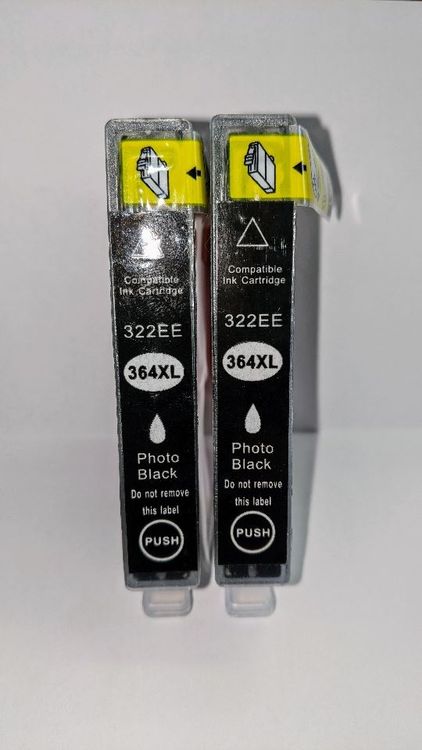 Compatible
Ink Cartridge
322EE
364XL
Photo
Black
Do not remove
this label
PUSH
Compatible
Ink Cartridge
322EE
364XL
Photo
Black
Do not remove
this label
PUSH